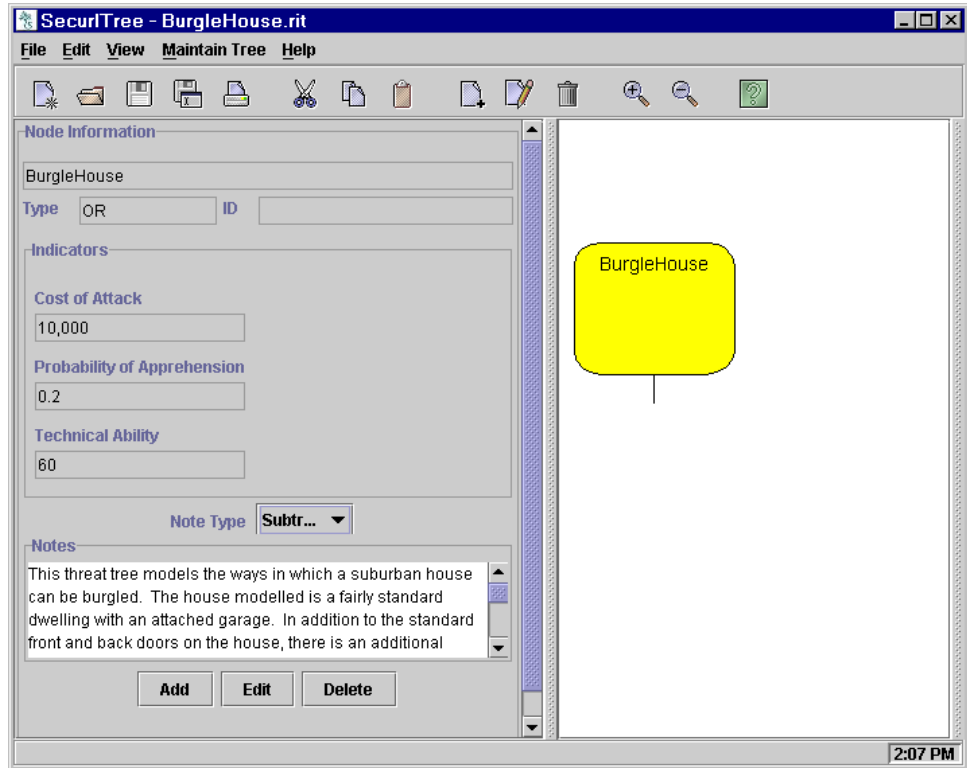 SecurITree - BurgleHouse.rit
File Edit View Maintain Tree Help
Node Information
BurgleHouse
Type OR ID
Indicators
Cost of Attack
10,000
Probability of Apprehension
0.2
Technical Ability
60
Note Type Subtr...
Notes
This threat tree models the ways in which a suburban house
can be burgled. The house modelled is a fairly standard
dwelling with an attached garage. In addition to the standard
front and back doors on the house, there is an additional
Add Edit Delete
BurgleHouse
2:07 PM